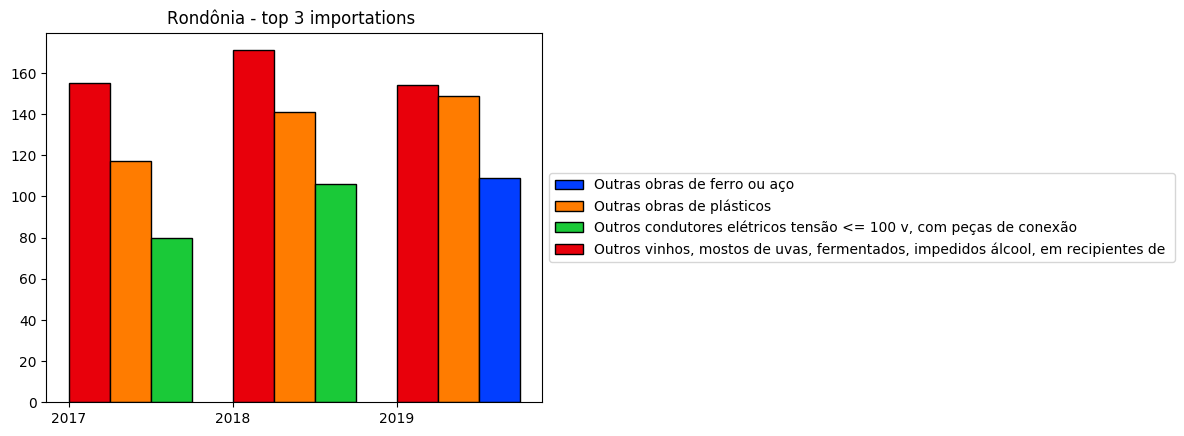 Rondônia - top 3 importations
160
140
120
100
80
60
40
20
0
2017 2018 2019
Outras obras de ferro ou aço
Outras obras de plásticos
Outros condutores elétricos tensão <= 100 v, com peças de conexão
Outros vinhos, mostos de uvas, fermentados, impedidos álcool, em recipientes de